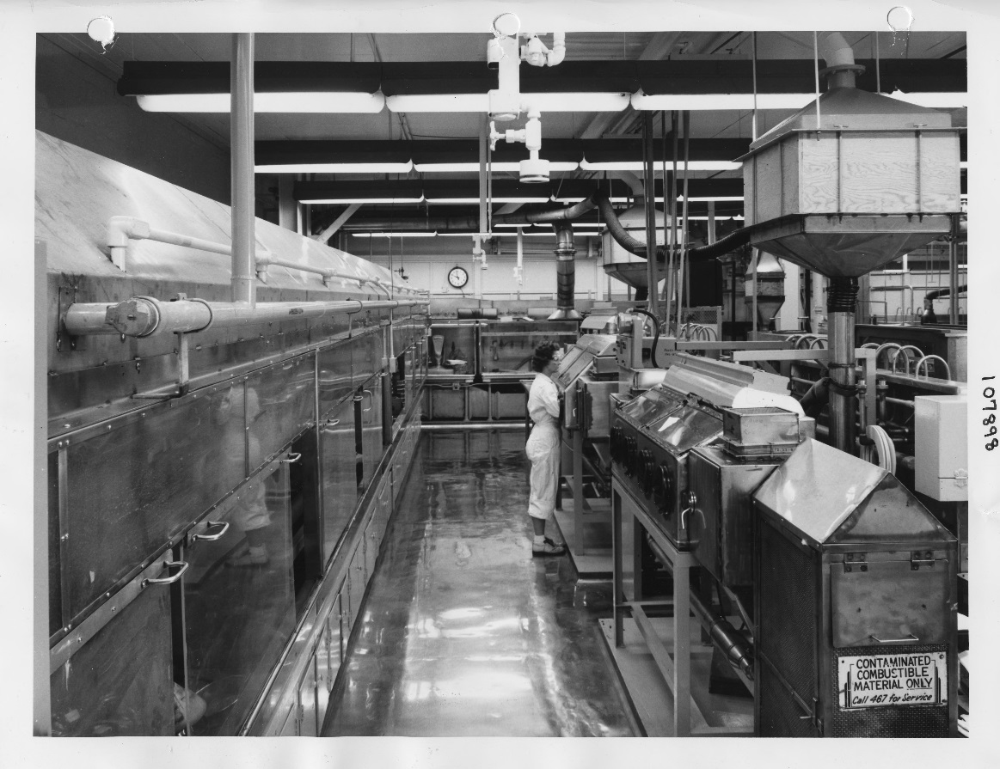 CONTAMINATED
COMBUSTIBLE
MATERIAL ONLY
Call 467 for Service
107898